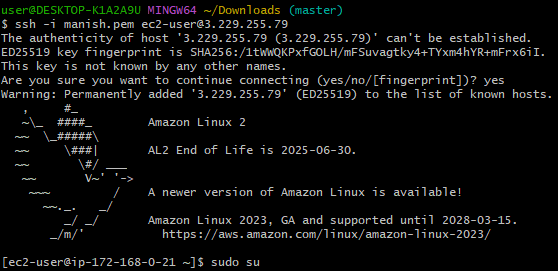 user@DESKTOP-K1A2A9U MINGW64 ~/Downloads (master)
$ ssh -i manish.pem ec2-user@3.229.255.79
The authenticity of host '3.229.255.79 (3.229.255.79)' can't be established.
ED25519 key fingerprint is SHA256:/1tWWQKPxfGOLH/mFSuvagtky4+TYxm4hYR+mFrx6iI.
This key is not known by any other names.
Are you sure you want to continue connecting (yes/no/[fingerprint])? yes
Warning: Permanently added '3.229.255.79' (ED25519) to the list of known hosts.
   ,     #_
   ~\_  ####_        Amazon Linux 2
  ~~  \_#####\
  ~~     \###|       AL2 End of Life is 2025-06-30.
  ~~       \#/ ___
   ~~       V~' '->
    ~~~         /    A newer version of Amazon Linux is available!
      ~~._.   _/
         _/ _/       Amazon Linux 2023, GA and supported until 2028-03-15.
       _/m/'           https://aws.amazon.com/linux/amazon-linux-2023/
[ec2-user@ip-172-168-0-21 ~]$ sudo su